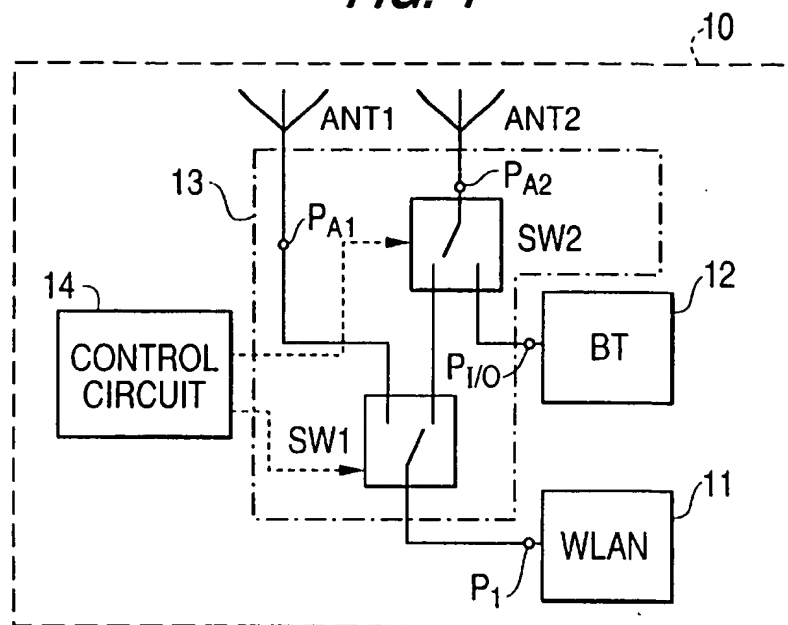 FIG. 1
10
ANT1
ANT2
13
PA2
PA1
SW2
14
12
CONTROL
CIRCUIT
BT
PI/O
SW1
11
WLAN
P1